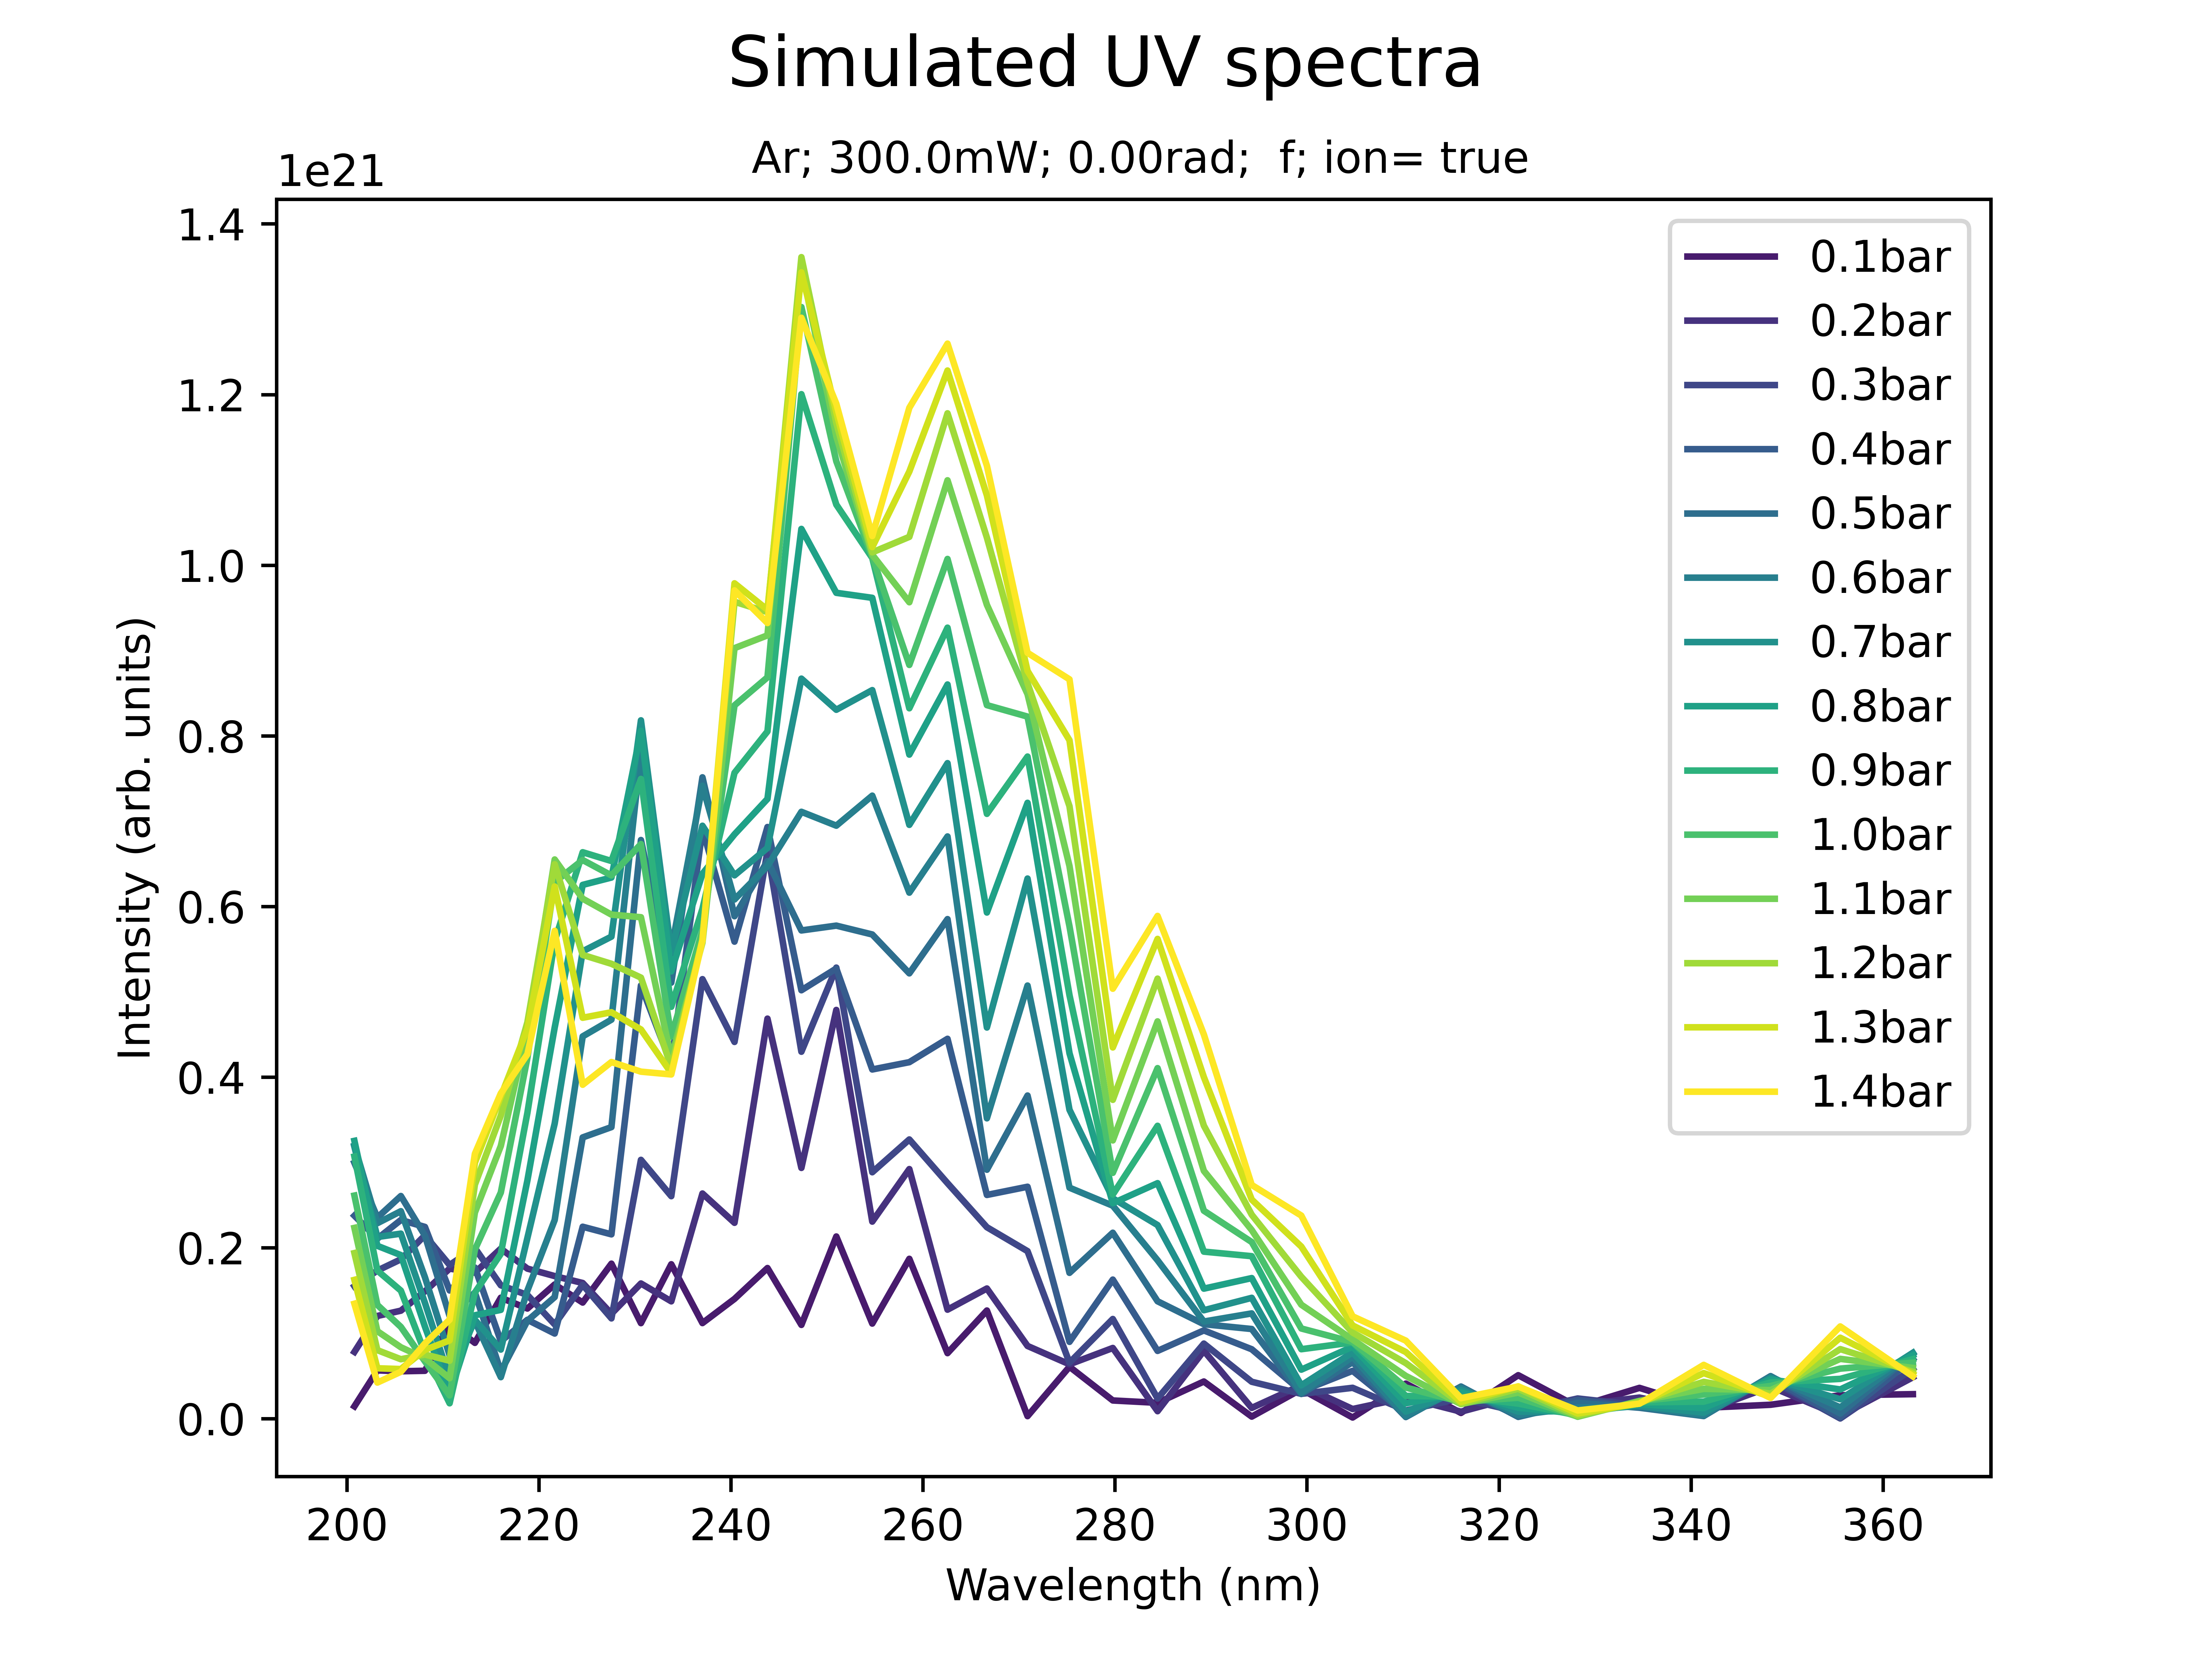 Simulated UV spectra
Ar; 300.0mW; 0.00rad;  f; ion= true
1e21
1.4
1.2
1.0
0.8
0.6
0.4
0.2
0.0
Intensity (arb. units)
200 220 240 260 280 300 320 340 360
Wavelength (nm)
0.1bar
0.2bar
0.3bar
0.4bar
0.5bar
0.6bar
0.7bar
0.8bar
0.9bar
1.0bar
1.1bar
1.2bar
1.3bar
1.4bar